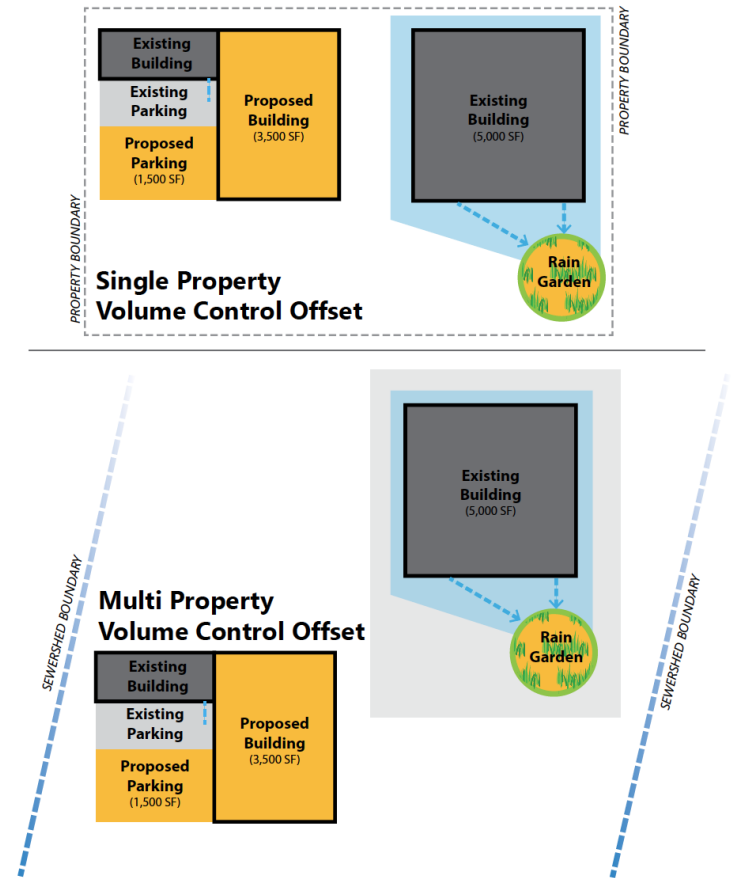 Existing
Building
Existing
Parking
Proposed
Parking
(1,500 SF)
Proposed
Building
(3,500 SF)
Existing
Building
(5,000 SF)
PROPERTY BOUNDARY
PROPERTY BOUNDARY
Rain
Garden
Single Property
Volume Control Offset
Existing
Building
(5,000 SF)
SEWERSHED BOUNDARY
SEWERSHED BOUNDARY
Multi Property
Volume Control Offset
Rain
Garden
Existing
Building
Existing
Parking
Proposed
Parking
(1,500 SF)
Proposed
Building
(3,500 SF)